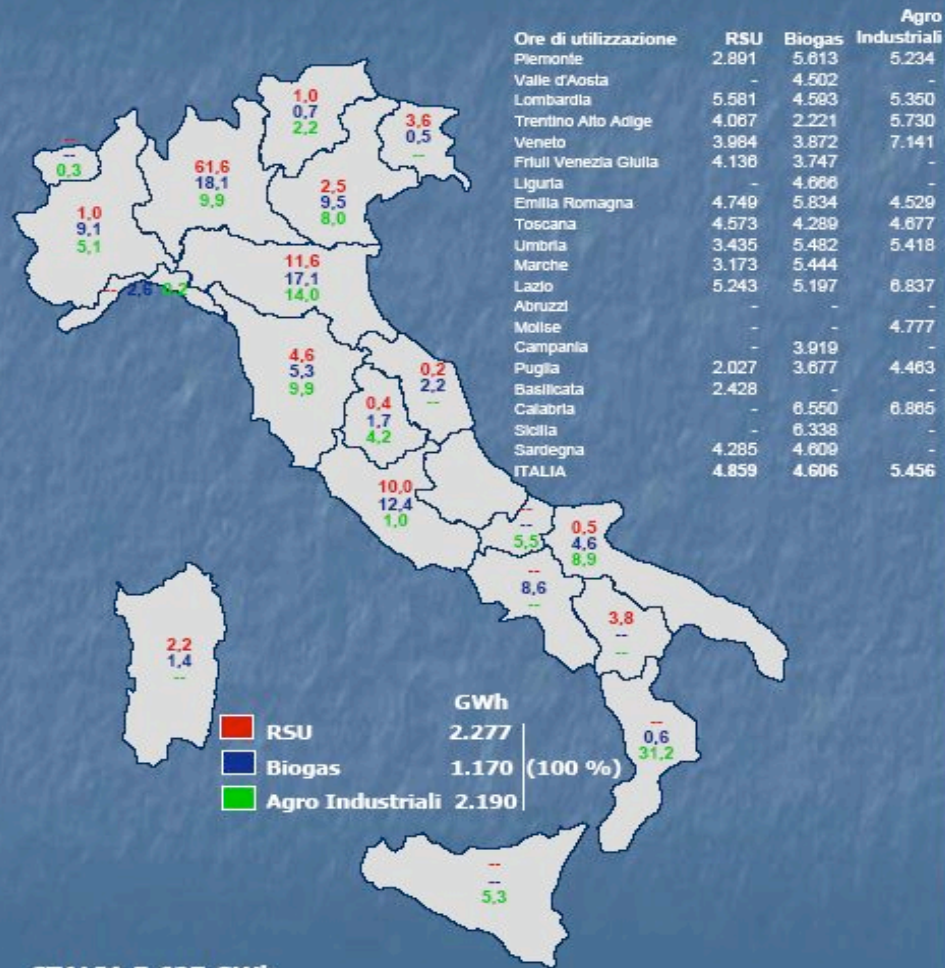 Agro
Ore di utilizzazione RSU Biogas Industriali
Piemonte 2.891 5.613 5.234
Valle d'Aosta - 4.502 -
Lombardia 5.581 4.593 5.350
Trentino Alto Adige 4.067 2.221 5.730
Veneto 3.984 3.872 7.141
Friuli Venezia Giulia 4.136 3.747 -
Liguria - 4.666 -
Emilia Romagna 4.749 5.834 4.529
Toscana 4.573 4.289 4.677
Umbria 3.435 5.482 5.418
Marche 3.173 5.444
Lazio 5.243 5.197 6.837
Abruzzi - - -
Molise - - 4.777
Campania - 3.919 -
Puglia 2.027 3.677 4.463
Basilicata 2.428 - -
Calabria - 6.550 6.865
Sicilia - 6.338 -
Sardegna 4.285 4.609 -
ITALIA 4.859 4.606 5.456
1,0
0,7
2,2
3,6
0,5
--
--
--
0,3
61,6
18,1
9,9
2,5
9,5
8,0
1,0
9,1
5,1
11,6
17,1
14,0
-- 2,6 0,2
4,6
5,3
9,9
0,2
2,2
--
0,4
1,7
4,2
10,0
12,4
1,0
--
--
5,5
0,5
4,6
8,9
--
8,6
--
3,8
--
--
2,2
1,4
--
--
0,6
31,2
GWh
RSU 2.277
Biogas 1.170 (100 %)
Agro Industriali 2.190
--
--
5,3